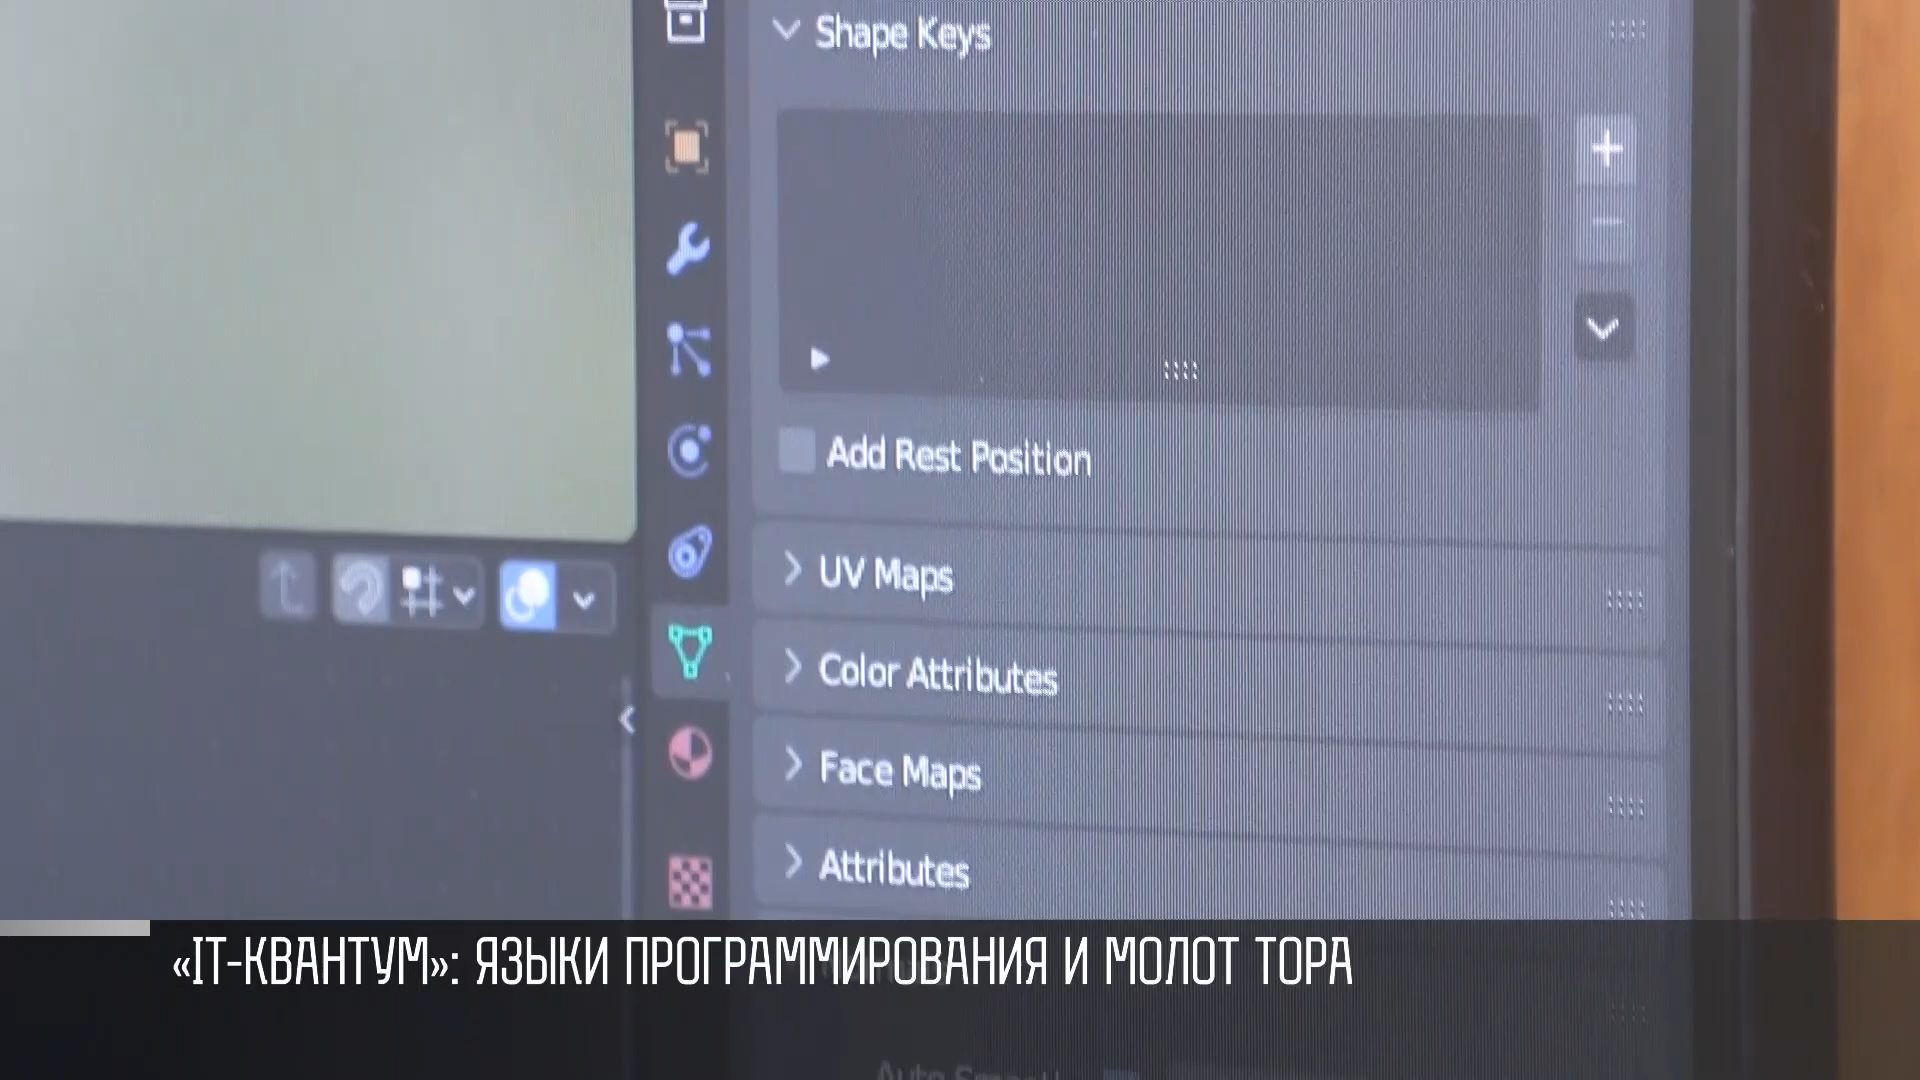 Shape Keys
Add Rest Position
UV Maps
Color Attributes
Face Maps
Attributes
«IT-КВАНТУМ»: ЯЗЫКИ ПРОГРАММИРОВАНИЯ И МОЛОТ ТОРА